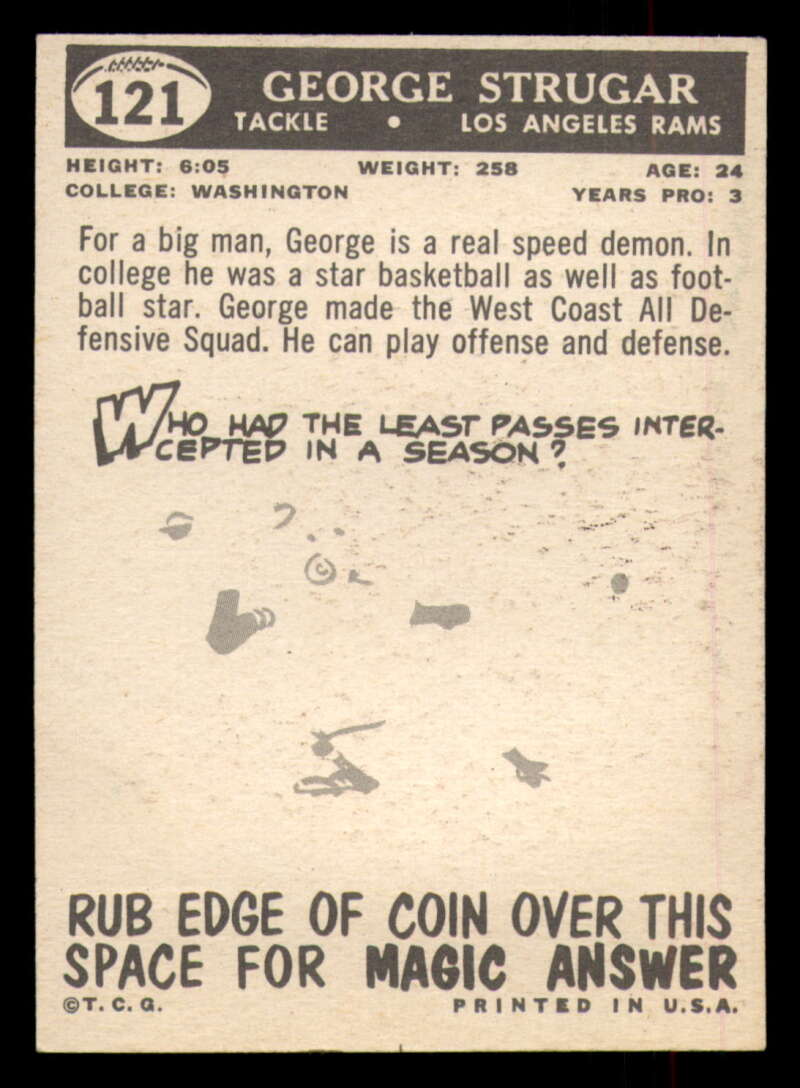 121
GEORGE STRUGAR
TACKLE • LOS ANGELES RAMS
HEIGHT: 6:05 WEIGHT: 258 AGE: 24
COLLEGE: WASHINGTON YEARS PRO: 3
For a big man, George is a real speed demon. In
college he was a star basketball as well as foot-
ball star. George made the West Coast All De-
fensive Squad. He can play offense and defense.
WHO HAD THE LEAST PASSES INTER-
CEPTED IN A SEASON?
RUB EDGE OF COIN OVER THIS
SPACE FOR MAGIC ANSWER
©T.C.G. PRINTED IN U.S.A.